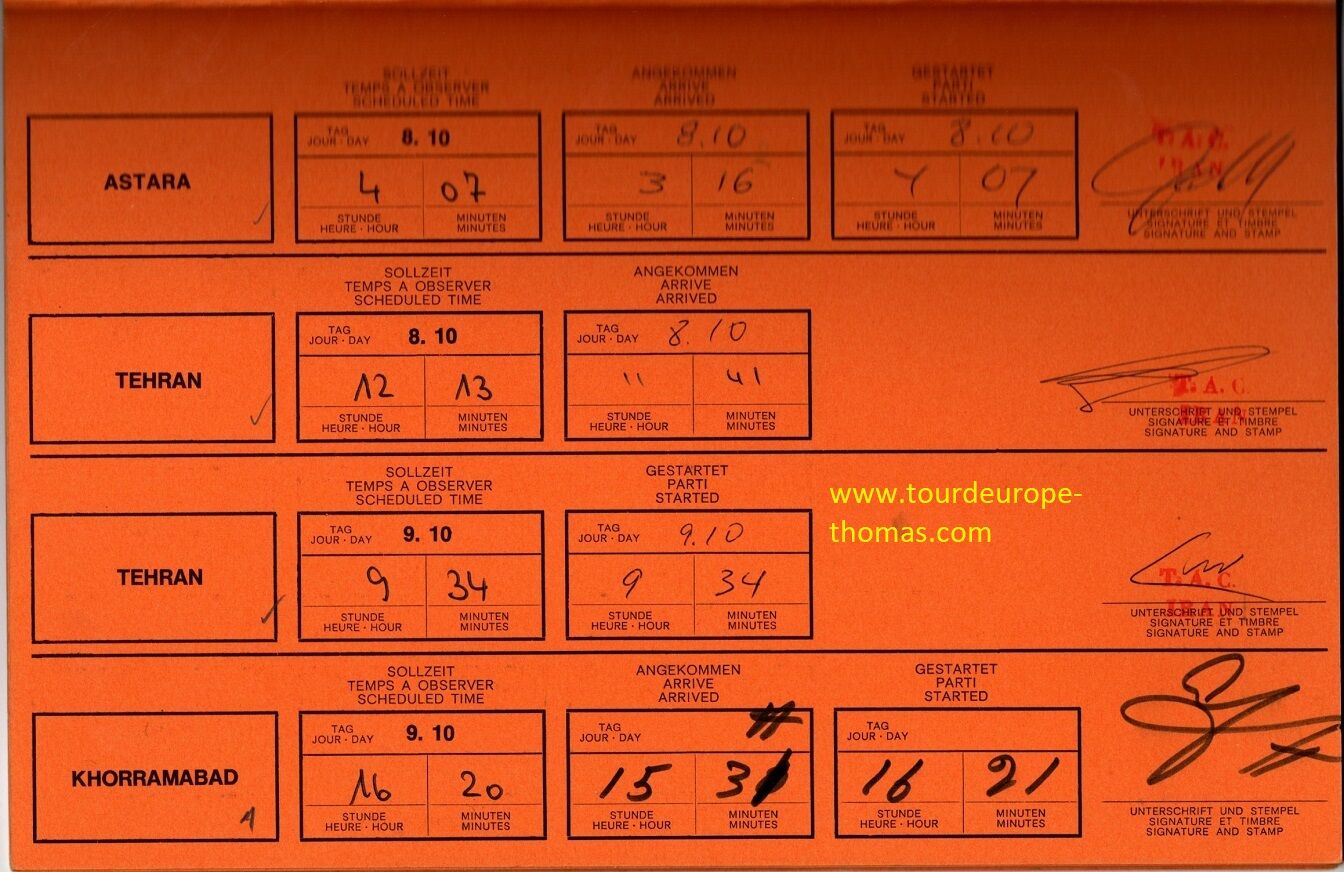 SOLLZEIT ANGEKOMMEN GESTARTET
TEMPS A OBSERVER ARRIVE PARTI
SCHEDULED TIME ARRIVED STARTED
TAG 8. 10 TAG 8.10 TAG 8.10
JOUR · DAY JOUR · DAY JOUR · DAY
T. A. C.
IRAN
ASTARA 4 07 3 16 4 07
STUNDE MINUTEN STUNDE MINUTEN STUNDE MINUTEN UNTERSCHRIFT UND STEMPEL
HEURE · HOUR MINUTES HEURE · HOUR MINUTES HEURE · HOUR MINUTES SIGNATURE ET TIMBRE
SIGNATURE AND STAMP
SOLLZEIT ANGEKOMMEN
TEMPS A OBSERVER ARRIVE
SCHEDULED TIME ARRIVED
TAG 8. 10 TAG 8.10
JOUR · DAY JOUR · DAY
TEHRAN 12 13 11 41 T. A. C.
IRAN
STUNDE MINUTEN STUNDE MINUTEN UNTERSCHRIFT UND STEMPEL
HEURE · HOUR MINUTES HEURE · HOUR MINUTES SIGNATURE ET TIMBRE
SIGNATURE AND STAMP
SOLLZEIT GESTARTET
TEMPS A OBSERVER PARTI
SCHEDULED TIME STARTED
www.tourdeurope-
thomas.com
TAG 9. 10 TAG 9.10
JOUR · DAY JOUR · DAY
TEHRAN 9 34 9 34 T. A. C.
IRAN
STUNDE MINUTEN STUNDE MINUTEN UNTERSCHRIFT UND STEMPEL
HEURE · HOUR MINUTES HEURE · HOUR MINUTES SIGNATURE ET TIMBRE
SIGNATURE AND STAMP
SOLLZEIT ANGEKOMMEN GESTARTET
TEMPS A OBSERVER ARRIVE PARTI
SCHEDULED TIME ARRIVED STARTED
TAG 9. 10 TAG TAG
JOUR · DAY JOUR · DAY JOUR · DAY
KHORRAMABAD 16 20 15 16 21
STUNDE MINUTEN STUNDE MINUTEN STUNDE MINUTEN UNTERSCHRIFT UND STEMPEL
HEURE · HOUR MINUTES HEURE · HOUR MINUTES HEURE · HOUR MINUTES SIGNATURE ET TIMBRE
SIGNATURE AND STAMP